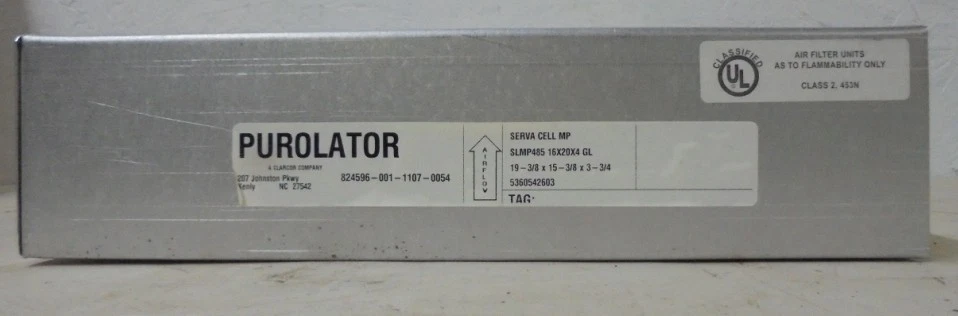 CLASSIFIED
UL
AIR FILTER UNITS
AS TO FLAMMABILITY ONLY
CLASS 2, 453N
PUROLATOR
A CLARCOR COMPANY
207 Johnston Pkwy
Kenly NC 27542
824596-001-1107-0054
AIRFLOW
SERVA CELL MP
SLMP485 16X20X4 GL
19-3/8 x 15-3/8 x 3-3/4
5360542603
TAG: